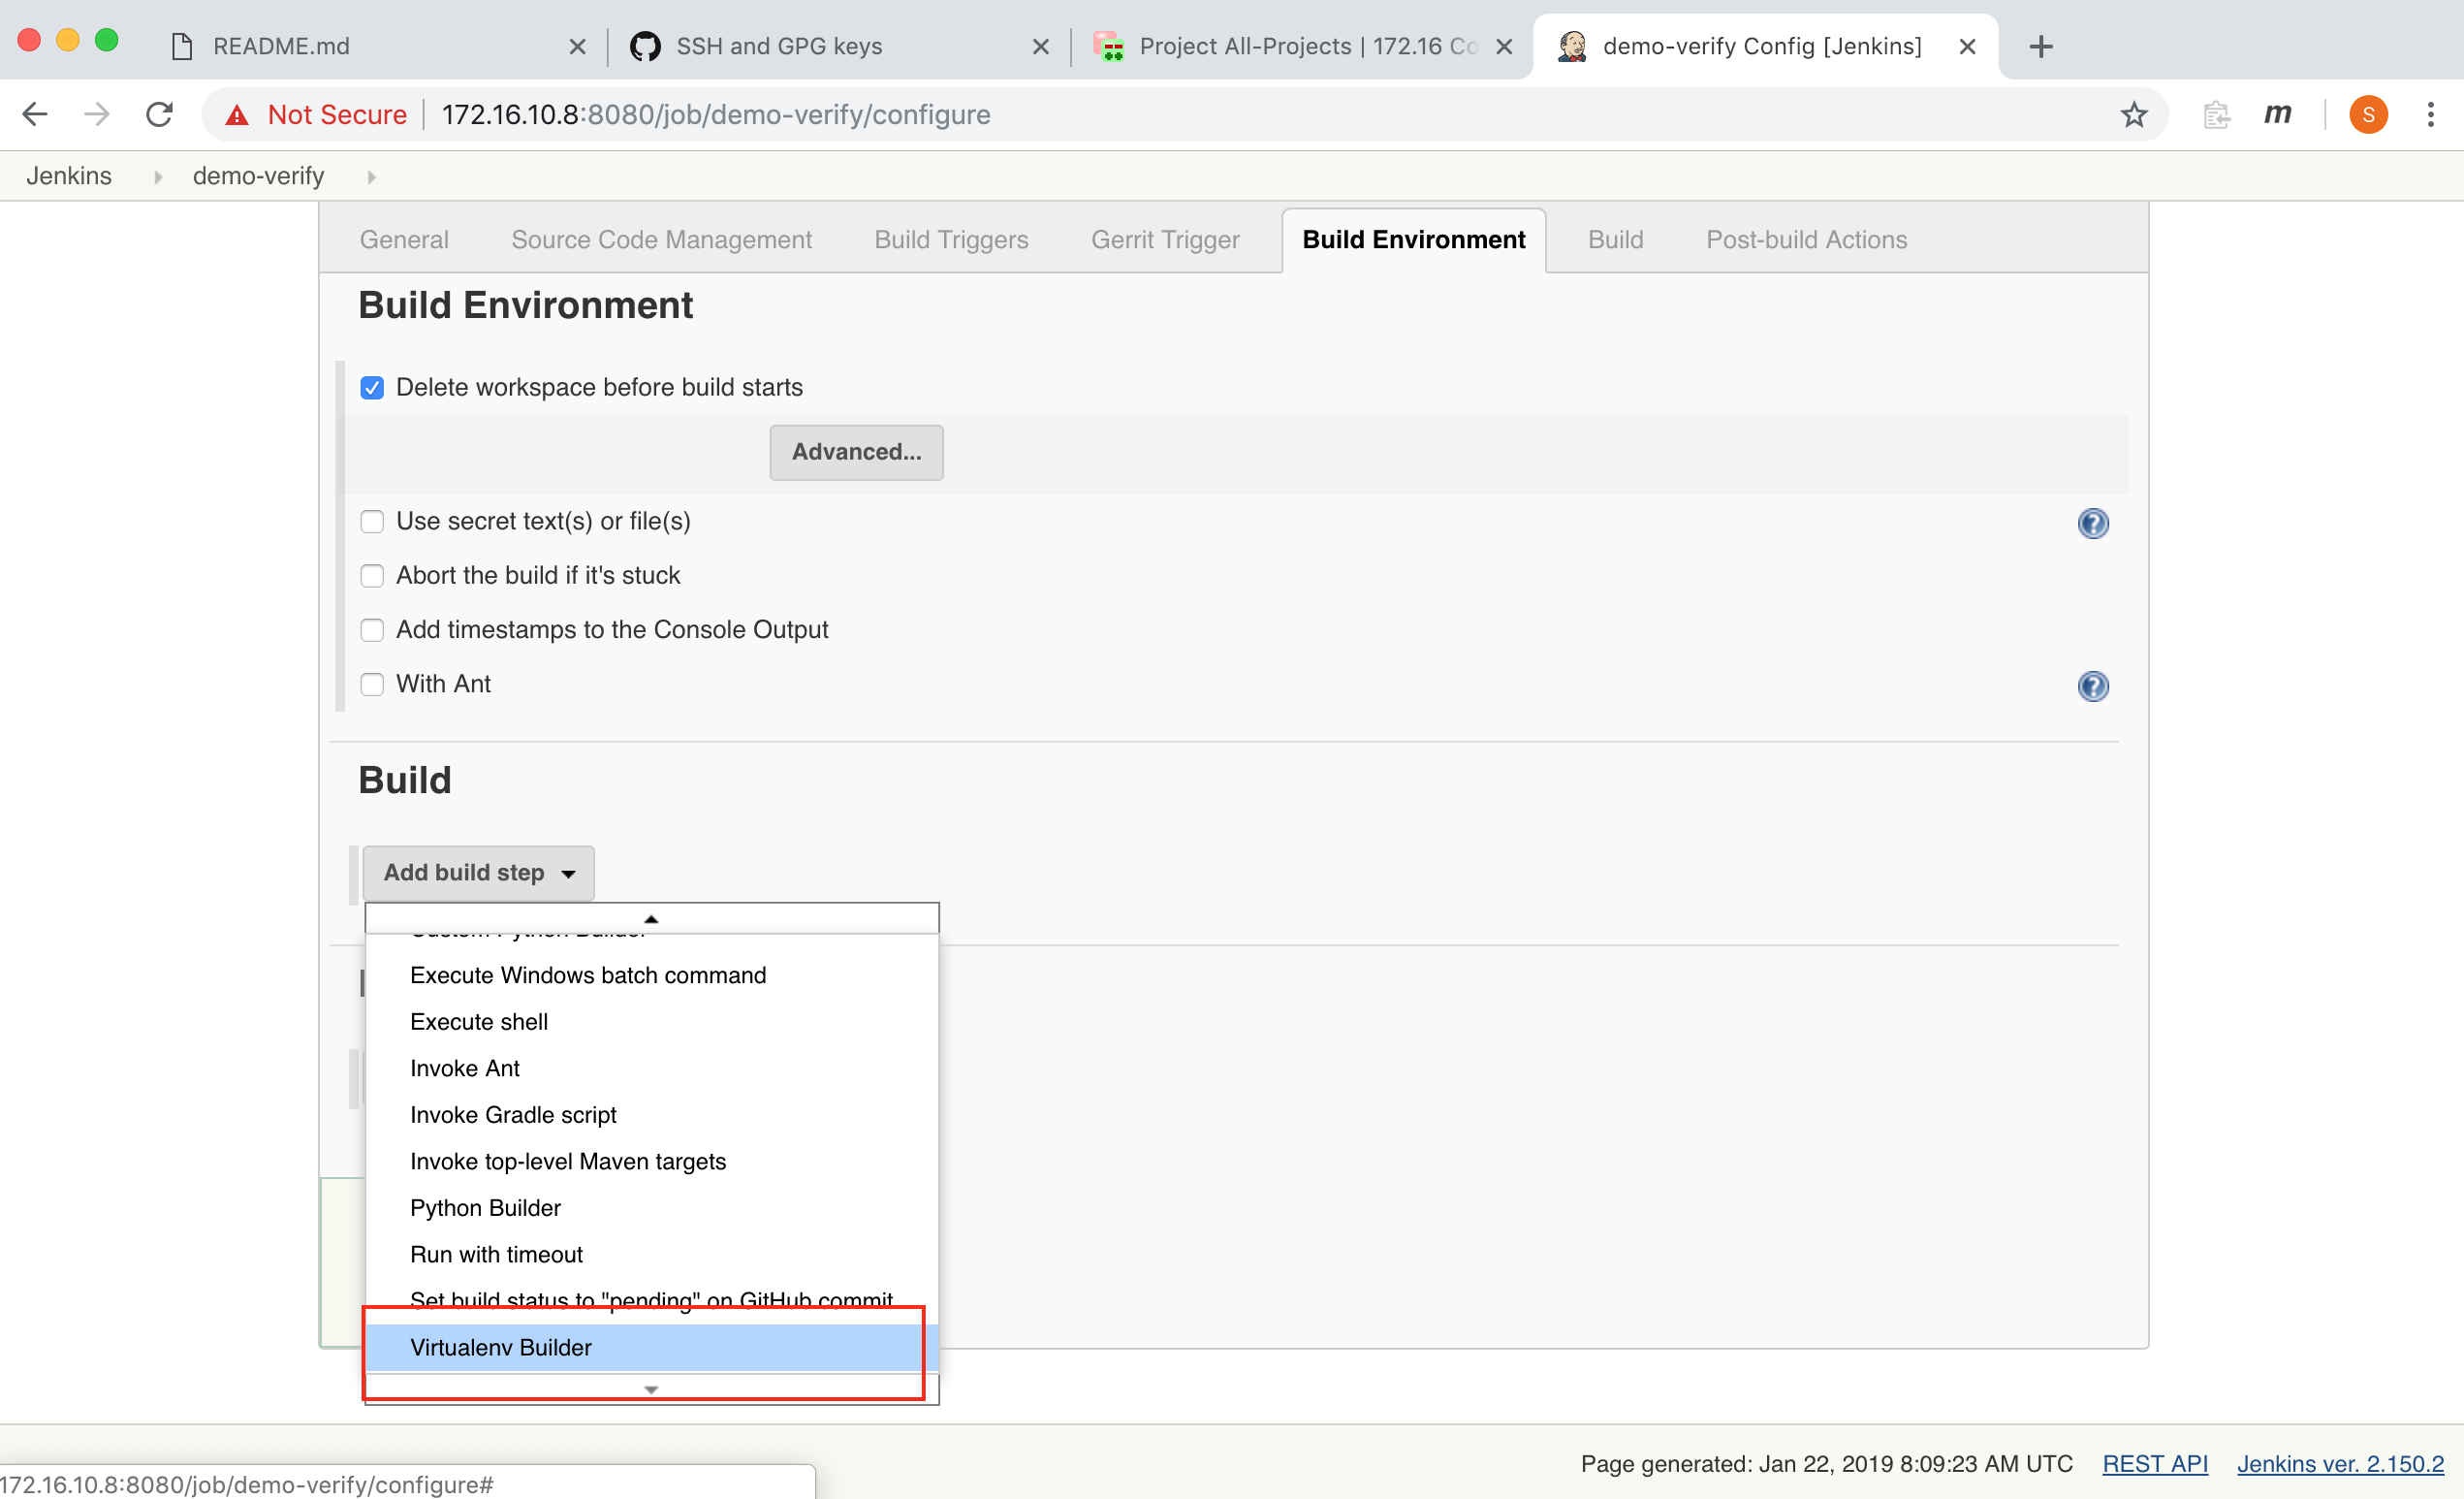 README.md
SSH and GPG keys
Project All-Projects | 172.16 Co
demo-verify Config [Jenkins]
Not Secure
172.16.10.8:8080/job/demo-verify/configure
m
S
Jenkins
demo-verify
General
Source Code Management
Build Triggers
Gerrit Trigger
Build Environment
Build
Post-build Actions
Build Environment
Delete workspace before build starts
Advanced...
Use secret text(s) or file(s)
?
Abort the build if it's stuck
Add timestamps to the Console Output
With Ant
?
Build
Add build step
Custom Python Builder
Execute Windows batch command
Execute shell
Invoke Ant
Invoke Gradle script
Invoke top-level Maven targets
Python Builder
Run with timeout
Set build status to "pending" on GitHub commit
Virtualenv Builder
Page generated: Jan 22, 2019 8:09:23 AM UTC
REST API
Jenkins ver. 2.150.2
172.16.10.8:8080/job/demo-verify/configure#